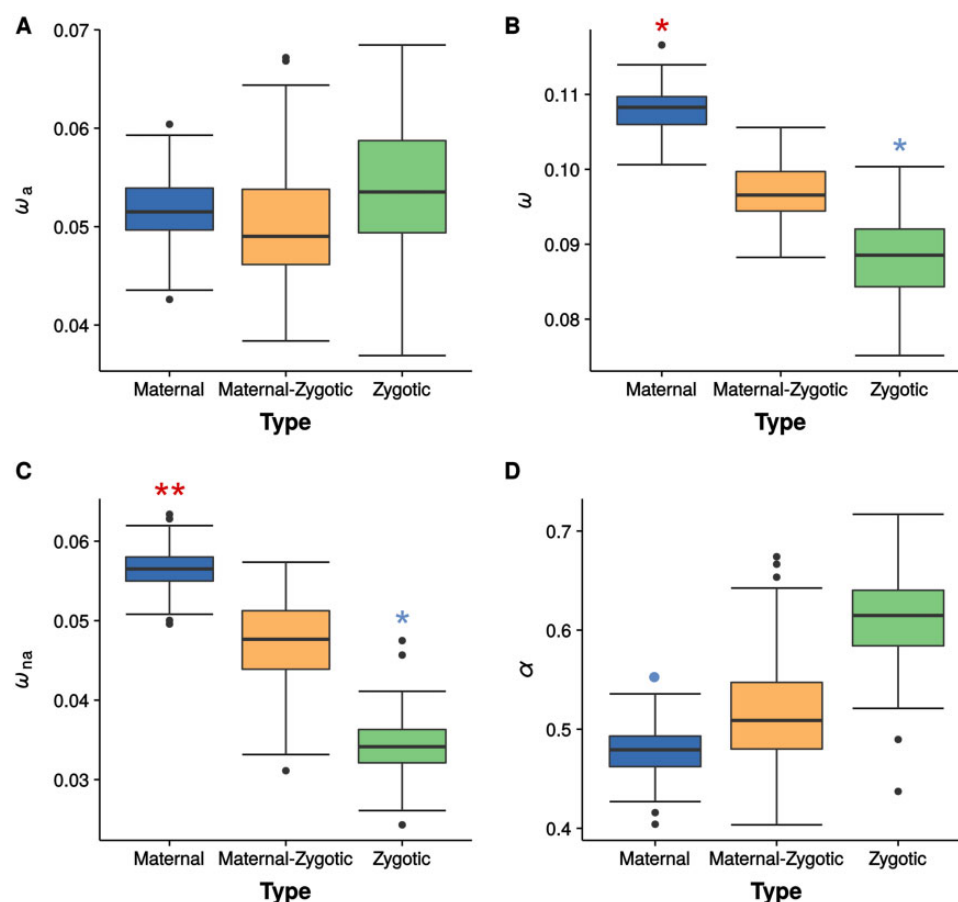 A
ωa
0.07
0.06
0.05
0.04
Maternal
Maternal-Zygotic
Zygotic
Type
B
*
*
ω
0.11
0.10
0.09
0.08
Maternal
Maternal-Zygotic
Zygotic
Type
C
**
*
ωna
0.06
0.05
0.04
0.03
Maternal
Maternal-Zygotic
Zygotic
Type
D
α
0.7
0.6
0.5
0.4
Maternal
Maternal-Zygotic
Zygotic
Type